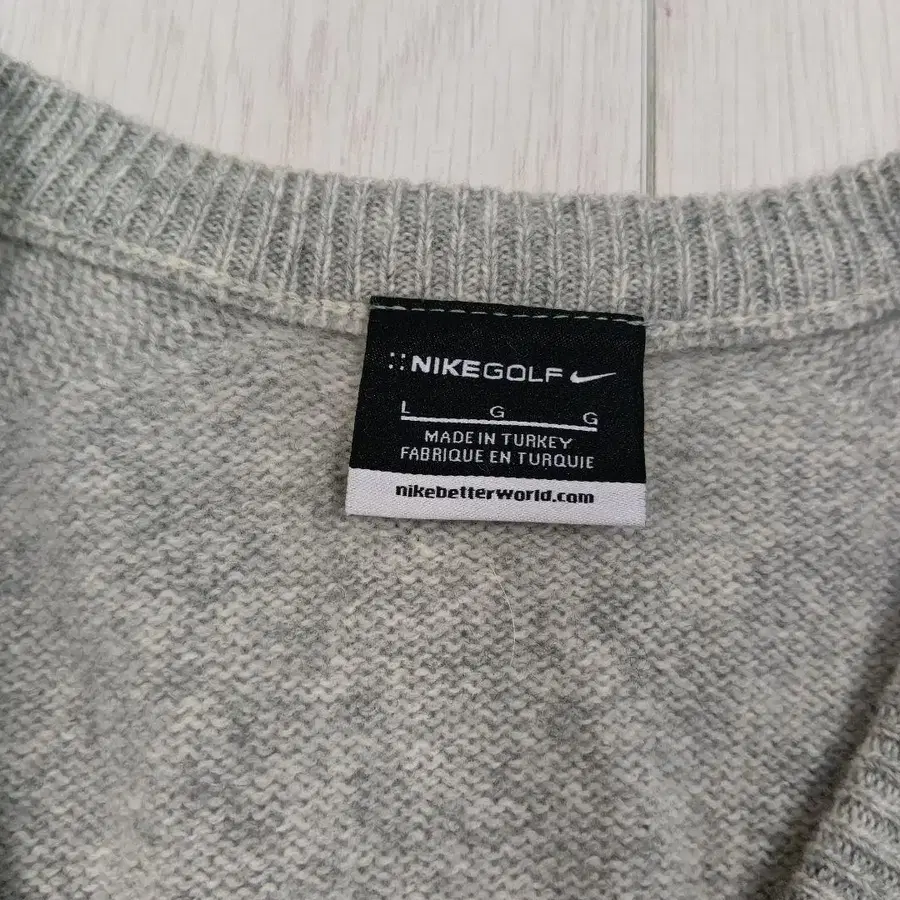 NIKEGOLF
L G G
MADE IN TURKEY
FABRIQUE EN TURQUIE
nikebetterworld.com